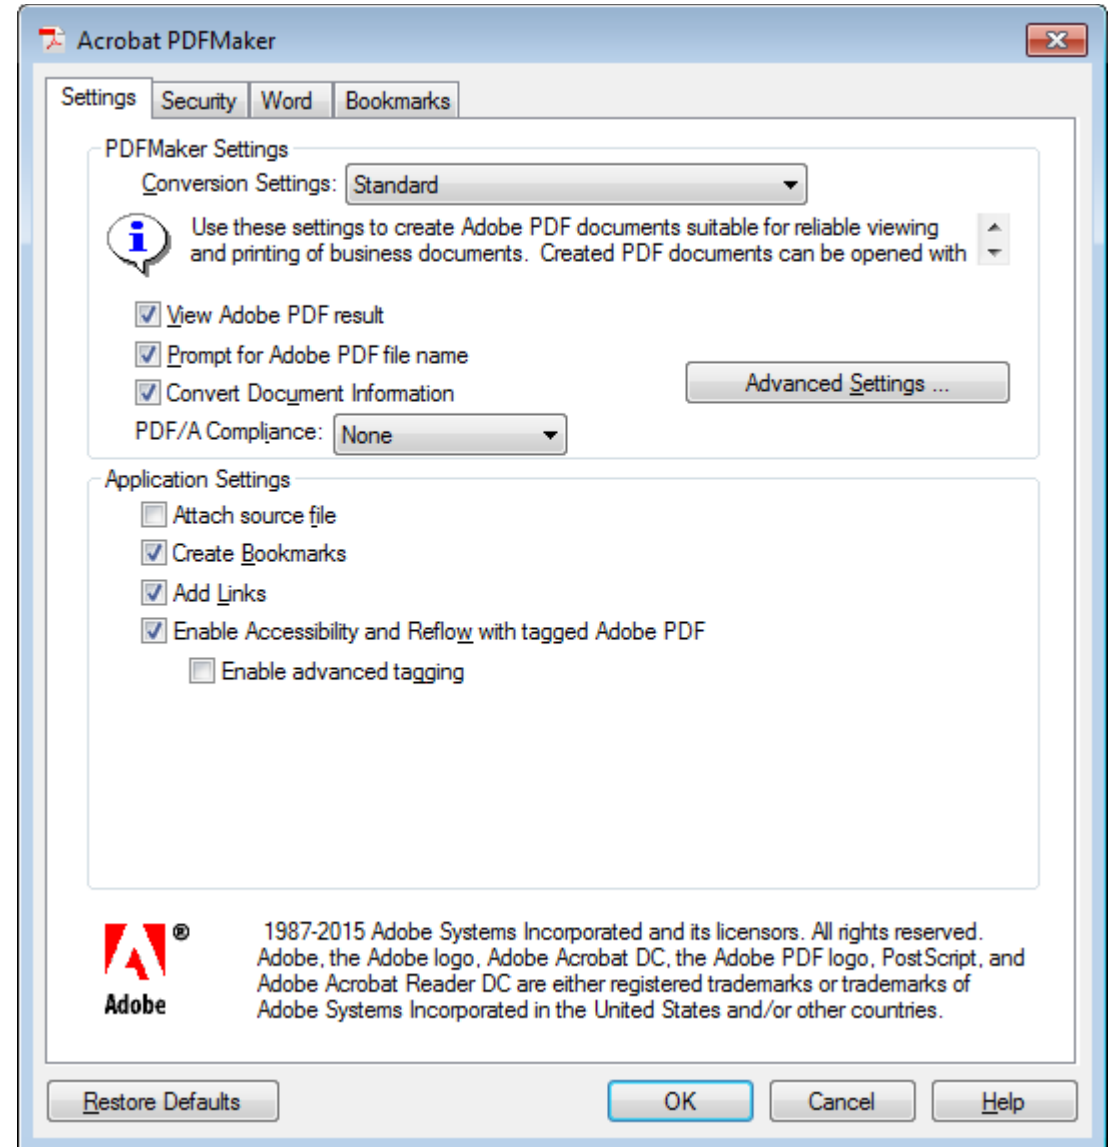 Acrobat PDFMaker
Settings Security Word Bookmarks
PDFMaker Settings
Conversion Settings: Standard
Use these settings to create Adobe PDF documents suitable for reliable viewing
and printing of business documents. Created PDF documents can be opened with
View Adobe PDF result
Prompt for Adobe PDF file name
Convert Document Information
Advanced Settings ...
PDF/A Compliance: None
Application Settings
Attach source file
Create Bookmarks
Add Links
Enable Accessibility and Reflow with tagged Adobe PDF
Enable advanced tagging
Adobe
®
1987-2015 Adobe Systems Incorporated and its licensors. All rights reserved.
Adobe, the Adobe logo, Adobe Acrobat DC, the Adobe PDF logo, PostScript, and
Adobe Acrobat Reader DC are either registered trademarks or trademarks of
Adobe Systems Incorporated in the United States and/or other countries.
Restore Defaults OK Cancel Help